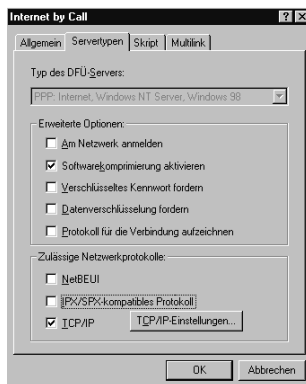 Internet by Call
Allgemein Servertypen Skript Multilink
Typ des DFÜ-Servers:
PPP: Internet, Windows NT Server, Windows 98
Erweiterte Optionen:
Am Netzwerk anmelden
Softwarekomprimierung aktivieren
Verschlüsseltes Kennwort fordern
Datenverschlüsselung fordern
Protokoll für die Verbindung aufzeichnen
Zulässige Netzwerkprotokolle:
NetBEUI
IPX/SPX-kompatibles Protokoll
TCP/IP TCP/IP-Einstellungen...
OK Abbrechen